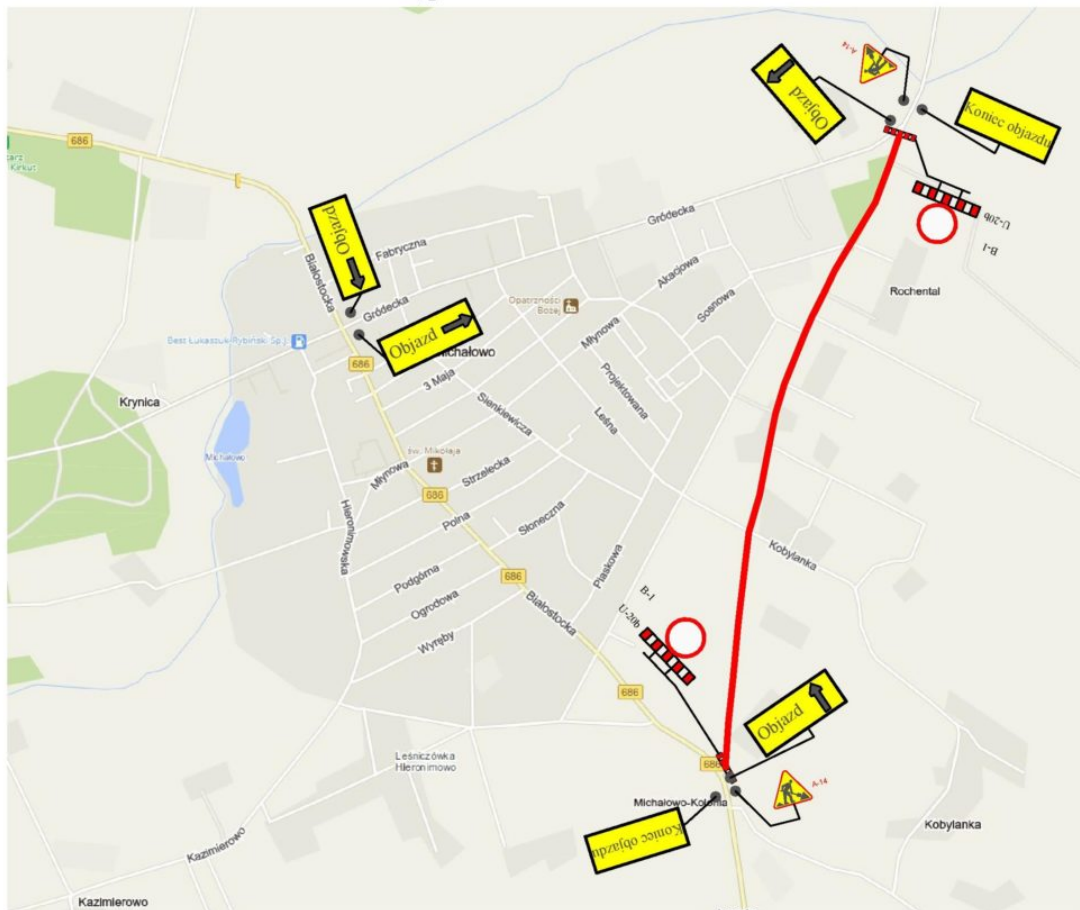 A-14
Objazd
Koniec objazdu
686
Kirkut
U-20b
B-1
Objazd
Fabryczna
Gródecka
Białostocka
Akacjowa
Rochental
Gródecka
Opatrzności
Bożej
Sosnowa
Objazd
Best Łukaszuk-Rybiński Sp.j.
Młynowa
686
3 Maja
Projektowana
Krynica
Sienkiewicza
Leśna
Michałowo
św. Mikołaja
Młynowa
Strzelecka
686
Hieronimowska
Polna
Słoneczna
Kobylanka
Podgórna
686
Piaskowa
Ogrodowa
Białostocka
B-1
U-20b
Wyręby
686
Objazd
Leśniczówka
Hieronimowo
686
A-14
Michałowo-Kolonia
Kobylanka
Koniec objazdu
Kazimierowo
Kazimierowo